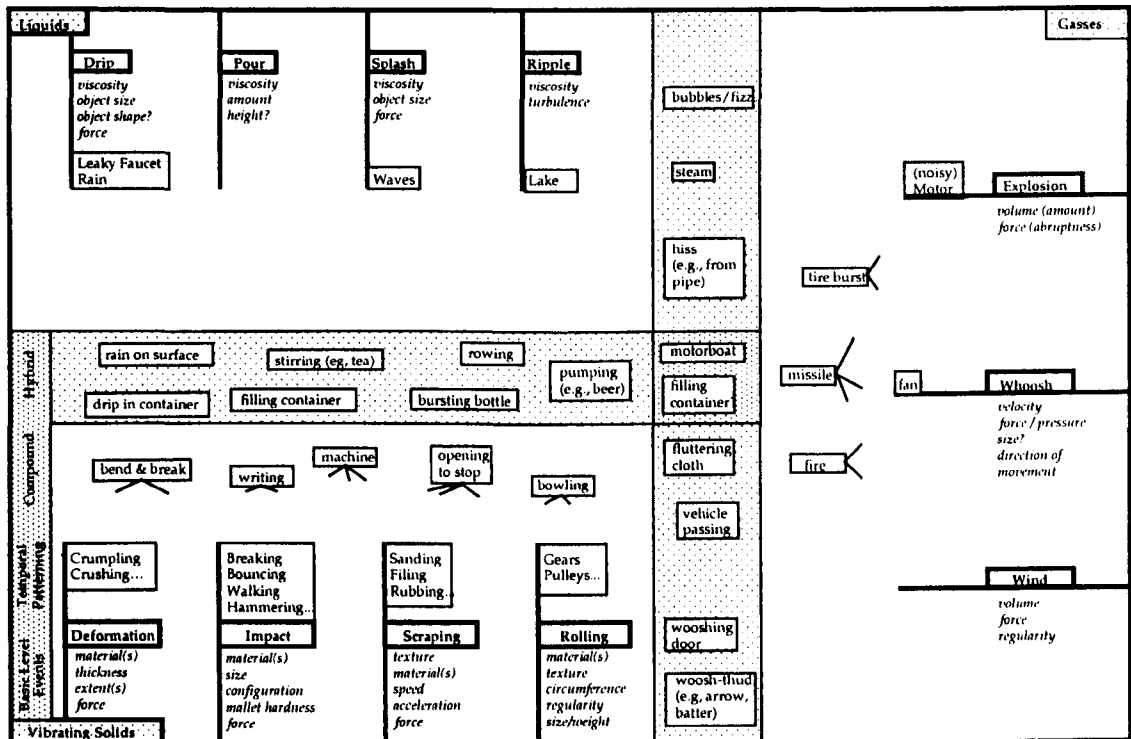 Liquids
Gasses
Drip
viscosity
object size
object shape?
force
Leaky Faucet
Rain
Pour
viscosity
amount
height?
Splash
viscosity
object size
force
Waves
Ripple
viscosity
turbulence
Lake
bubbles/fizz
steam
hiss
(e.g., from
pipe)
(noisy)
Motor
Explosion
volume (amount)
force (abruptness)
tire burst
Hybrid
rain on surface
stirring (eg, tea)
rowing
pumping
(e.g., beer)
drip in container
filling container
bursting bottle
motorboat
filling
container
missile
fan
Whoosh
velocity
force / pressure
size?
direction of
movement
Compound
bend & break
writing
machine
opening
to stop
bowling
fluttering
cloth
fire
vehicle
passing
Temporal
Patterning
Crumpling
Crushing...
Breaking
Bouncing
Walking
Hammering...
Sanding
Filing
Rubbing...
Gears
Pulleys...
Wind
volume
force
regularity
Basic Level
Events
Deformation
material(s)
thickness
extent(s)
force
Impact
material(s)
size
configuration
mallet hardness
force
Scraping
texture
material(s)
speed
acceleration
force
Rolling
material(s)
texture
circumference
regularity
size/weight
wooshing
door
woosh-thud
(e.g, arrow,
batter)
Vibrating Solids